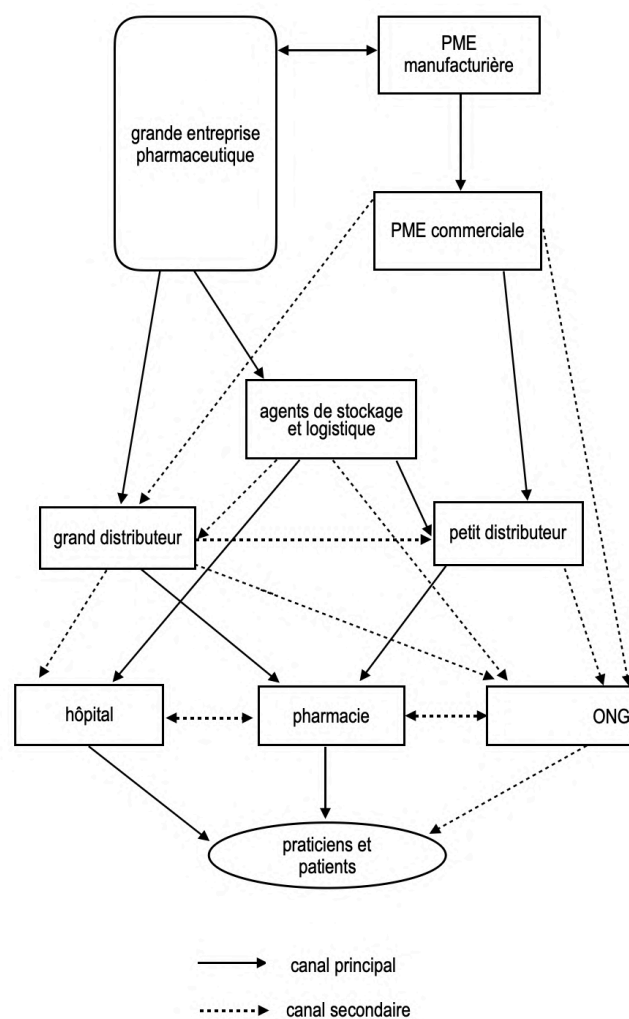 PME
manufacturière
grande entreprise
pharmaceutique
PME commerciale
agents de stockage
et logistique
grand distributeur
petit distributeur
hôpital
pharmacie
ONG
praticiens et
patients
canal principal
canal secondaire